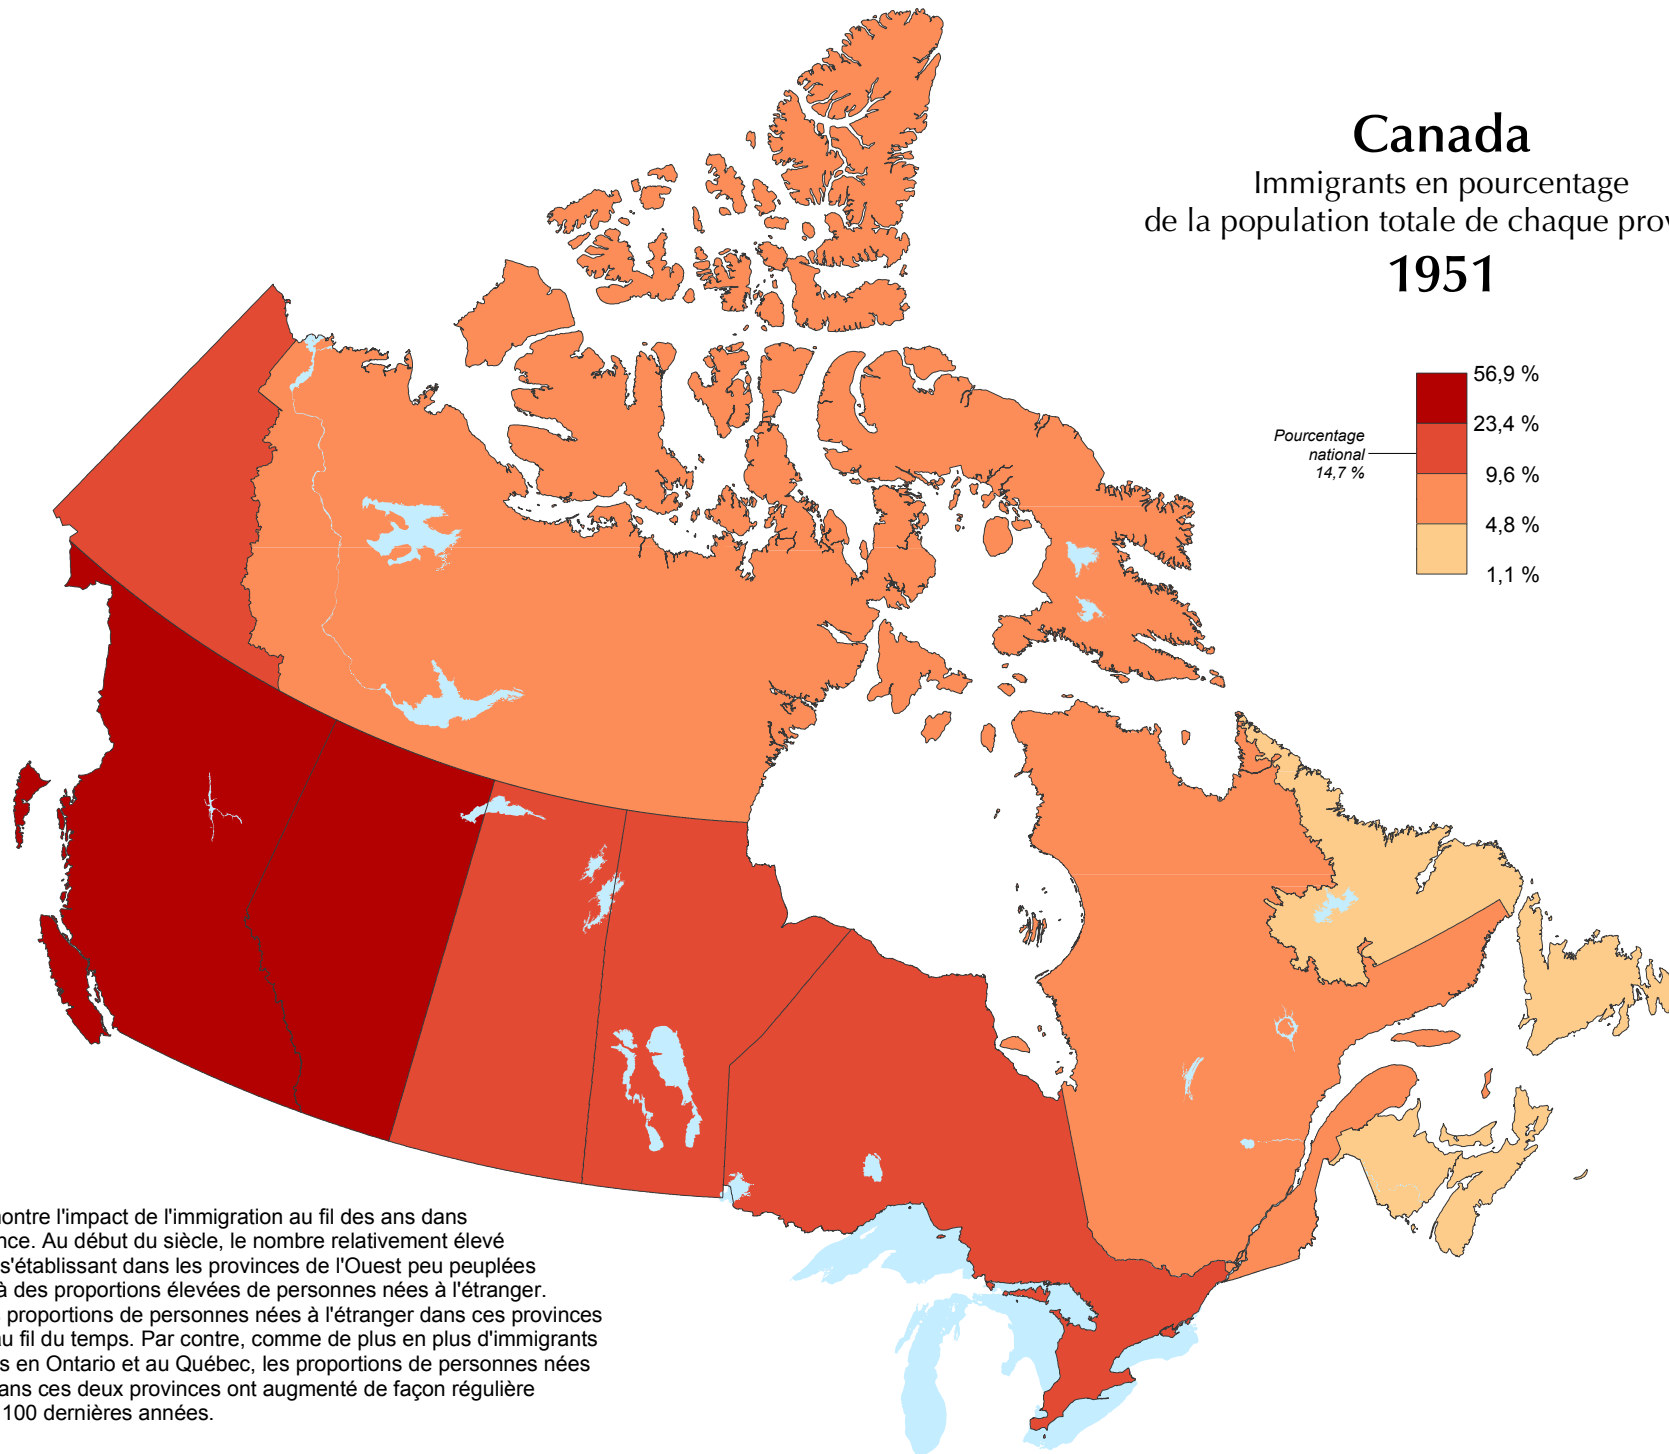 Canada
Immigrants en pourcentage
de la population totale de chaque
1951
56,9 %
23,4 %
Pourcentage
national
14,7 %
9,6 %
4,8 %
1,1 %
l'impact de l'immigration au fil des ans dans
Au début du siècle, le nombre relativement élevé
s'établissant dans les provinces de l'Ouest peu peuplées
à des proportions élevées de personnes nées à l'étranger.
proportions de personnes nées à l'étranger dans ces provinces
au fil du temps. Par contre, comme de plus en plus d'immigrants
en Ontario et au Québec, les proportions de personnes nées
dans ces deux provinces ont augmenté de façon régulière
100 dernières années.